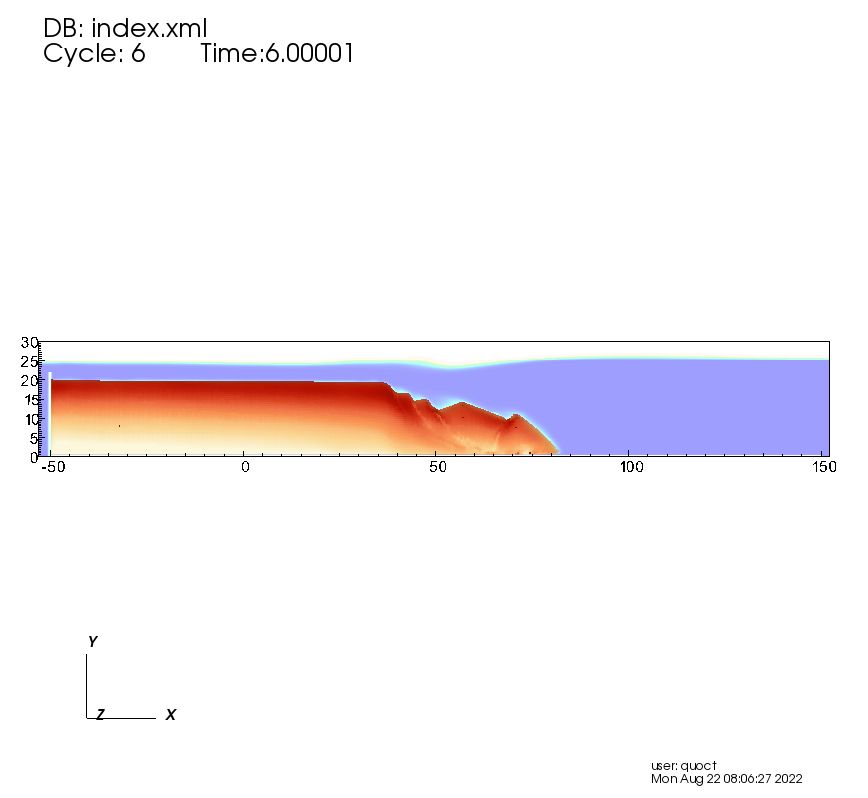 DB: index.xml
Cycle: 6 Time:6.00001
30
25
20
15
10
5
0
-50 0 50 100 150
Y
Z X
user: quoct
Mon Aug 22 08:06:27 2022